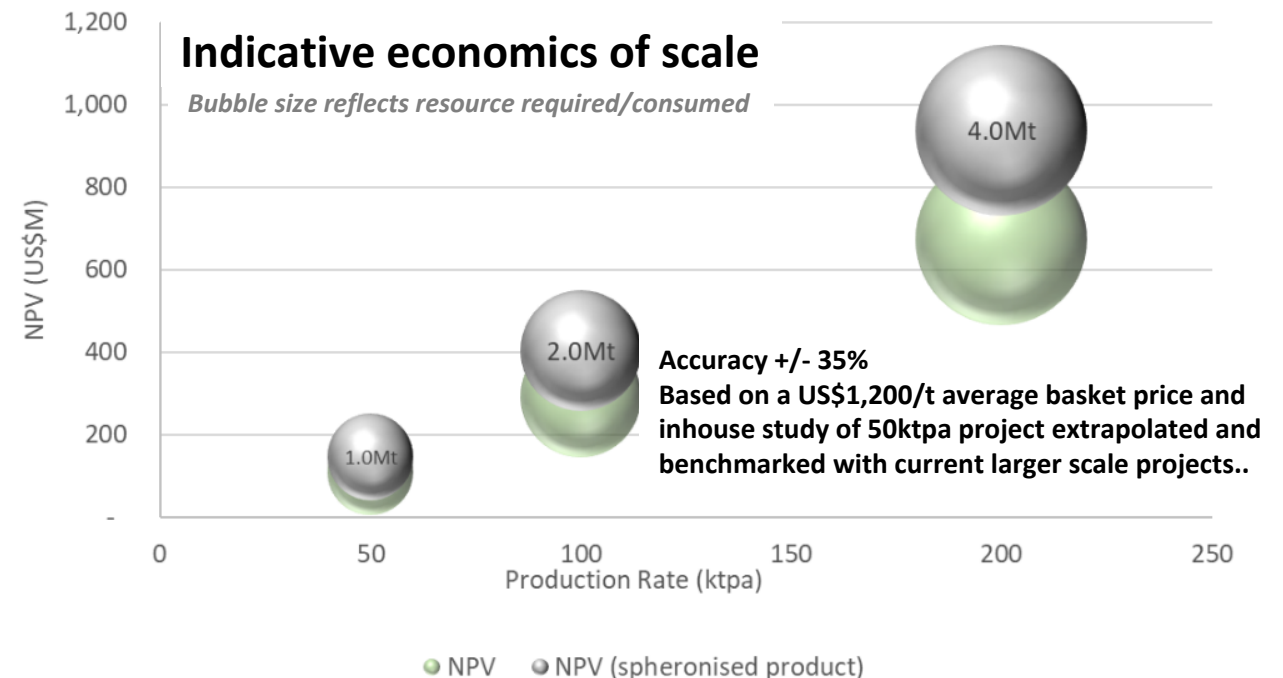 Indicative economics of scale
Bubble size reflects resource required/consumed
1,200
1,000
800
600
400
200
-
NPV (US$M)
4.0Mt
2.0Mt
1.0Mt
Accuracy +/- 35%
Based on a US$1,200/t average basket price and
inhouse study of 50ktpa project extrapolated and
benchmarked with current larger scale projects..
0 50 100 150 200 250
Production Rate (ktpa)
NPV NPV (spheronised product)